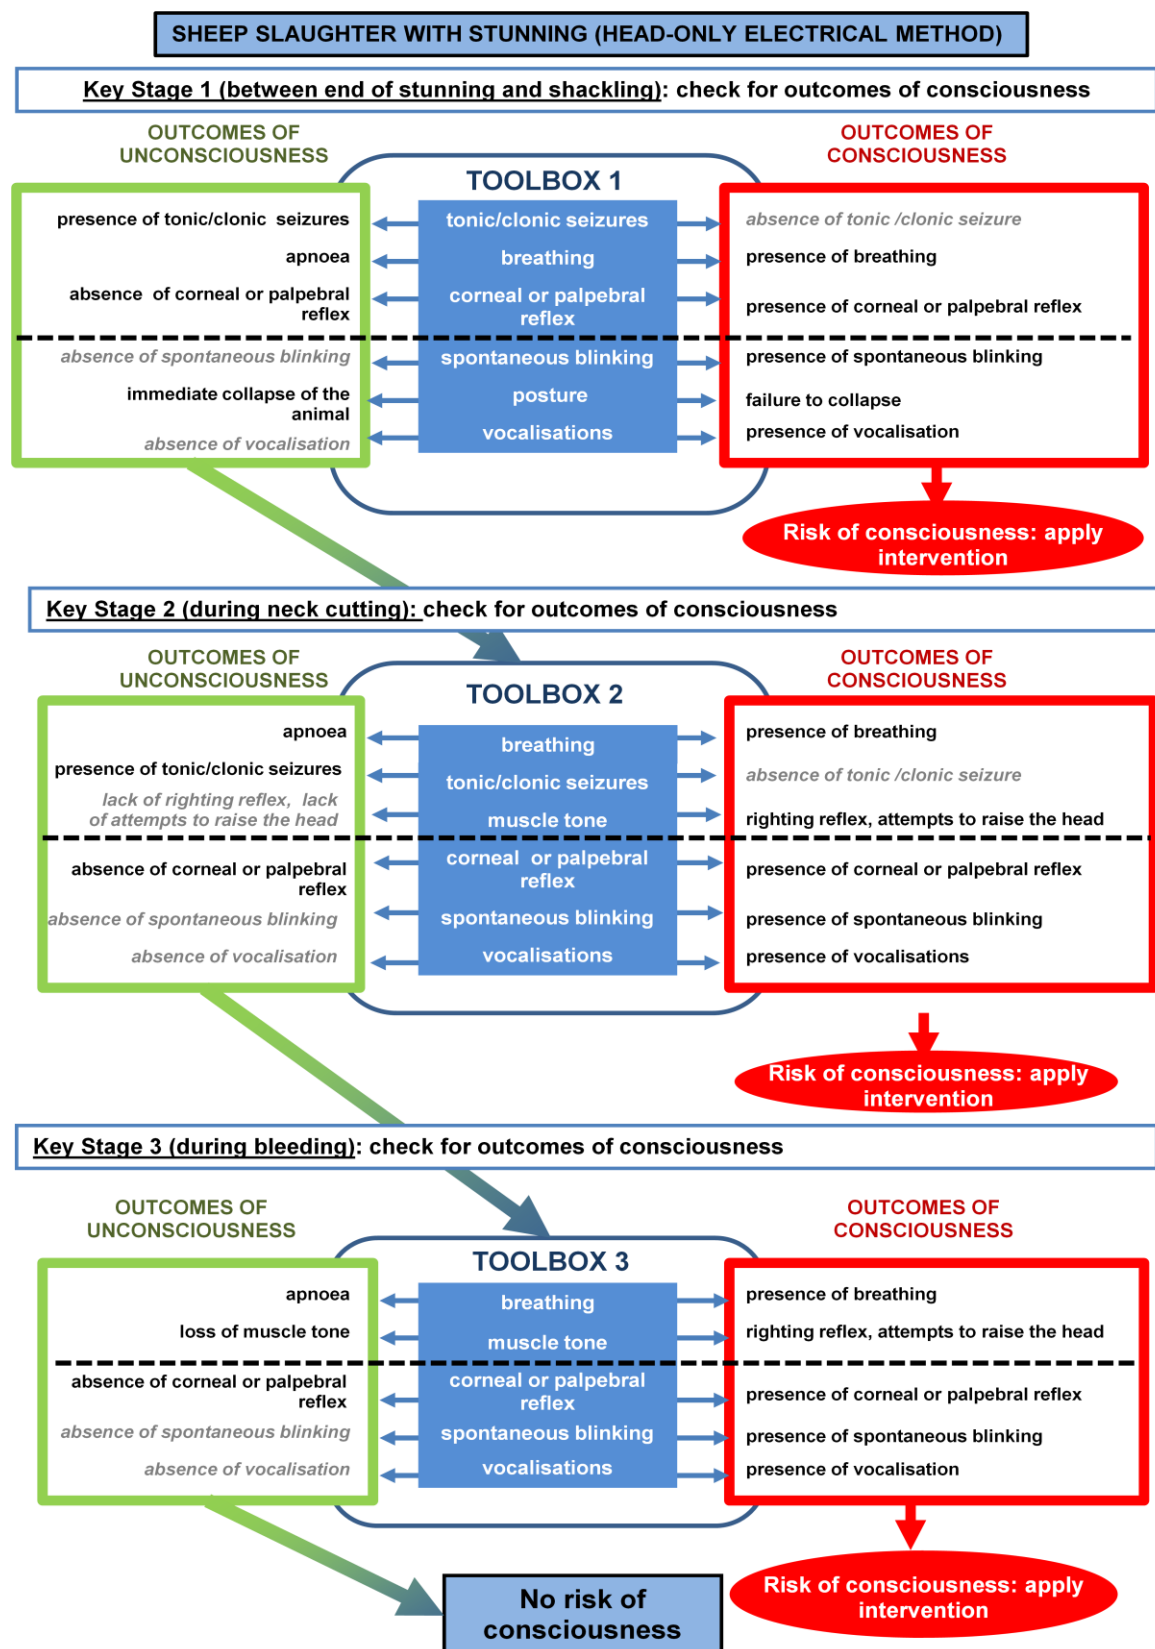 SHEEP SLAUGHTER WITH STUNNING (HEAD-ONLY ELECTRICAL METHOD)
Key Stage 1 (between end of stunning and shackling): check for outcomes of consciousness
OUTCOMES OF
UNCONSCIOUSNESS
OUTCOMES OF
CONSCIOUSNESS
TOOLBOX 1
presence of tonic/clonic seizures
tonic/clonic seizures
absence of tonic /clonic seizure
apnoea
breathing
presence of breathing
absence of corneal or palpebral
reflex
corneal or palpebral
reflex
presence of corneal or palpebral reflex
absence of spontaneous blinking
spontaneous blinking
presence of spontaneous blinking
immediate collapse of the
animal
posture
failure to collapse
absence of vocalisation
vocalisations
presence of vocalisation
Risk of consciousness: apply
intervention
Key Stage 2 (during neck cutting): check for outcomes of consciousness
OUTCOMES OF
UNCONSCIOUSNESS
OUTCOMES OF
CONSCIOUSNESS
TOOLBOX 2
apnoea
breathing
presence of breathing
presence of tonic/clonic seizures
tonic/clonic seizures
absence of tonic /clonic seizure
lack of righting reflex, lack
of attempts to raise the head
muscle tone
righting reflex, attempts to raise the head
absence of corneal or palpebral
reflex
corneal or palpebral
reflex
presence of corneal or palpebral reflex
absence of spontaneous blinking
spontaneous blinking
presence of spontaneous blinking
absence of vocalisation
vocalisations
presence of vocalisations
Risk of consciousness: apply
intervention
Key Stage 3 (during bleeding): check for outcomes of consciousness
OUTCOMES OF
UNCONSCIOUSNESS
OUTCOMES OF
CONSCIOUSNESS
TOOLBOX 3
apnoea
breathing
presence of breathing
loss of muscle tone
muscle tone
righting reflex, attempts to raise the head
absence of corneal or palpebral
reflex
corneal or palpebral
reflex
presence of corneal or palpebral reflex
absence of spontaneous blinking
spontaneous blinking
presence of spontaneous blinking
absence of vocalisation
vocalisations
presence of vocalisation
No risk of
consciousness
Risk of consciousness: apply
intervention